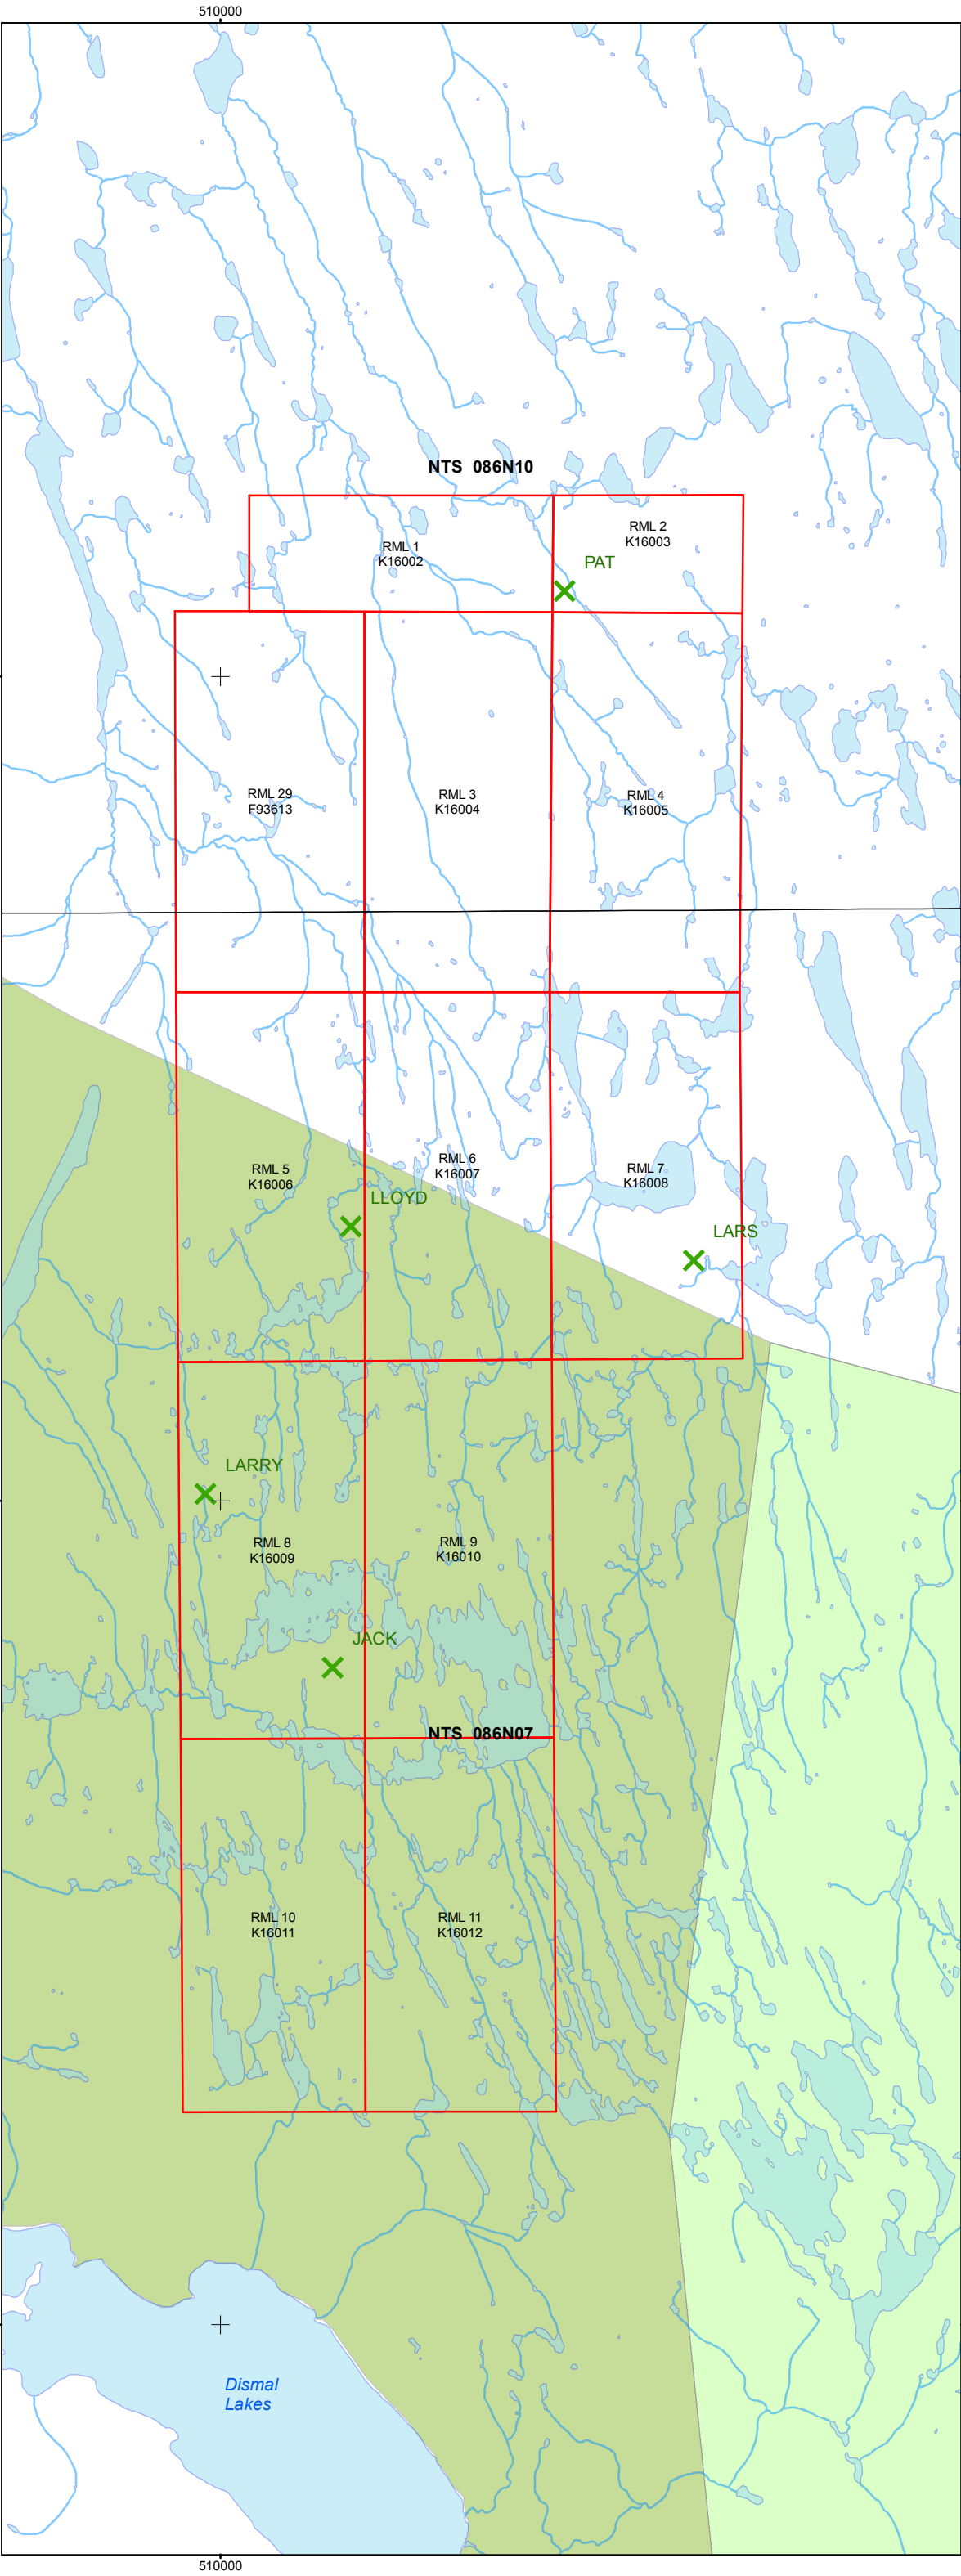 510000
NTS 086N10
RML 1
K16002
RML 2
K16003
PAT
RML 29
F93613
RML 3
K16004
RML 4
K16005
RML 5
K16006
RML 6
K16007
RML 7
K16008
LLOYD
LARS
LARRY
RML 8
K16009
RML 9
K16010
JACK
NTS 086N07
RML 10
K16011
RML 11
K16012
Dismal
Lakes
510000